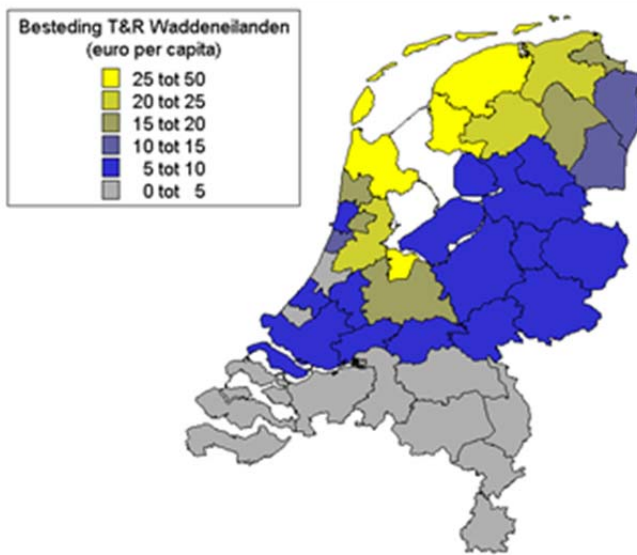 Besteding T&R Waddeneilanden
(euro per capita)
25 tot 50
20 tot 25
15 tot 20
10 tot 15
5 tot 10
0 tot 5